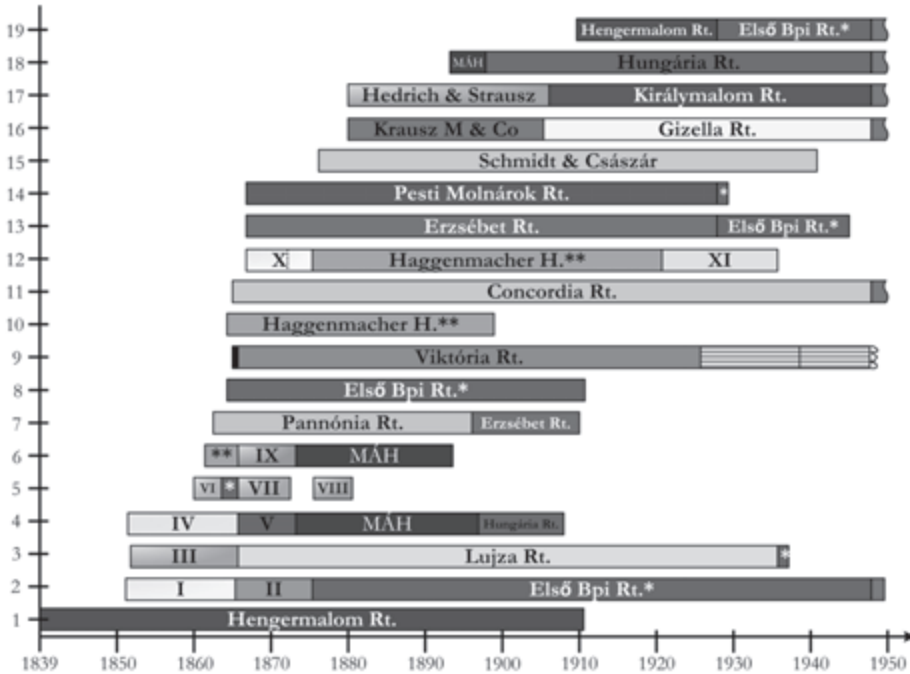 19 Hengermalom Rt. Első Bpi Rt.*
18 MÁH Hungária Rt.
17 Hedrich & Strausz Királymalom Rt.
16 Krausz M & Co Gizella Rt.
15 Schmidt & Császár
14 Pesti Molnárok Rt. *
13 Erzsébet Rt. Első Bpi Rt.*
12 X Haggenmacher H.** XI
11 Concordia Rt.
10 Haggenmacher H.**
9 Viktória Rt.
8 Első Bpi Rt.*
7 Pannónia Rt. Erzsébet Rt.
6 ** IX MÁH
5 VI * VII VIII
4 IV V MÁH Hungária Rt.
3 III Lujza Rt. *
2 I II Első Bpi Rt.*
1 Hengermalom Rt.
1839 1850 1860 1870 1880 1890 1900 1910 1920 1930 1940 1950